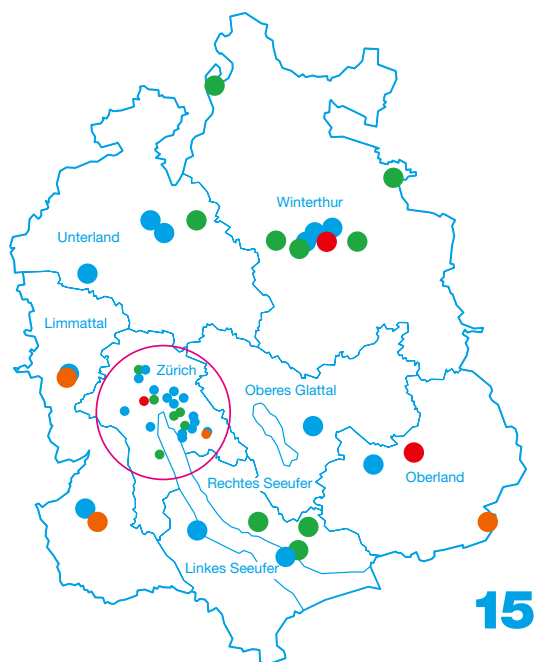 Winterthur
Unterland
Limmattal
Zürich
Oberes Glattal
Oberland
Rechtes Seeufer
Linkes Seeufer
15